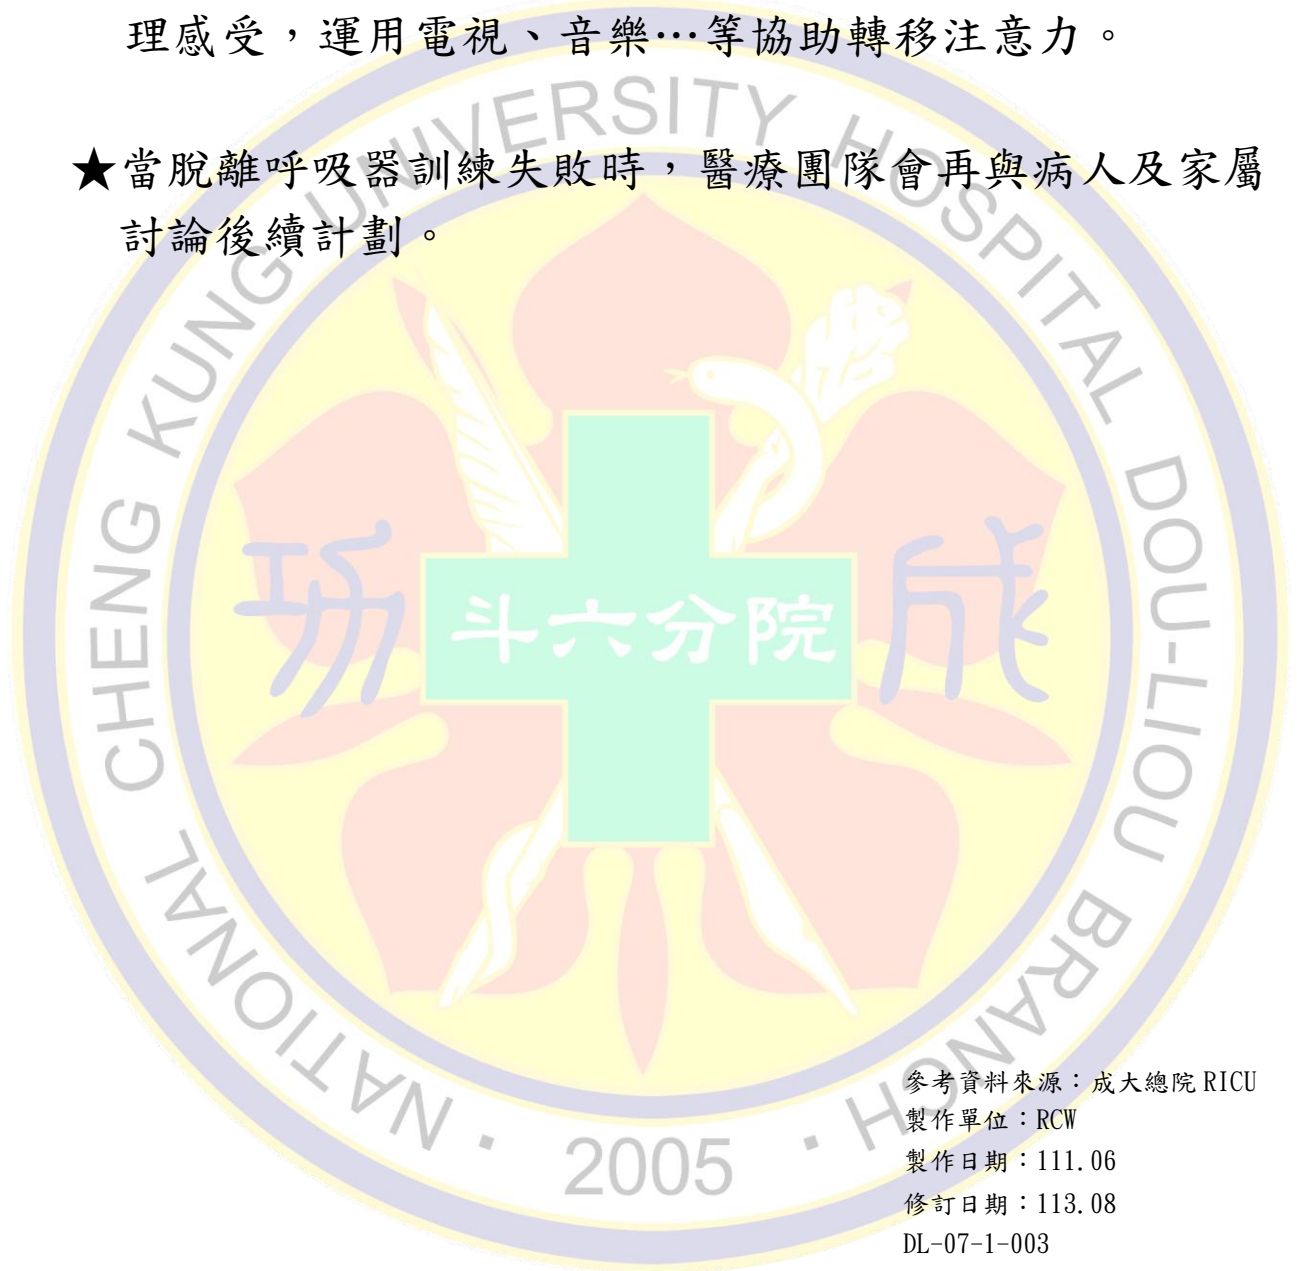 理感受，運用電視、音樂…等協助轉移注意力。
★當脫離呼吸器訓練失敗時，醫療團隊會再與病人及家屬
討論後續計劃。
NATIONAL CHENG KUNG UNIVERSITY HOSPITAL DOU-LIOU BRANCH
功
斗六分院
成
• 2005 •
參考資料來源：成大總院 RICU
製作單位：RCW
製作日期：111.06
修訂日期：113.08
DL-07-1-003